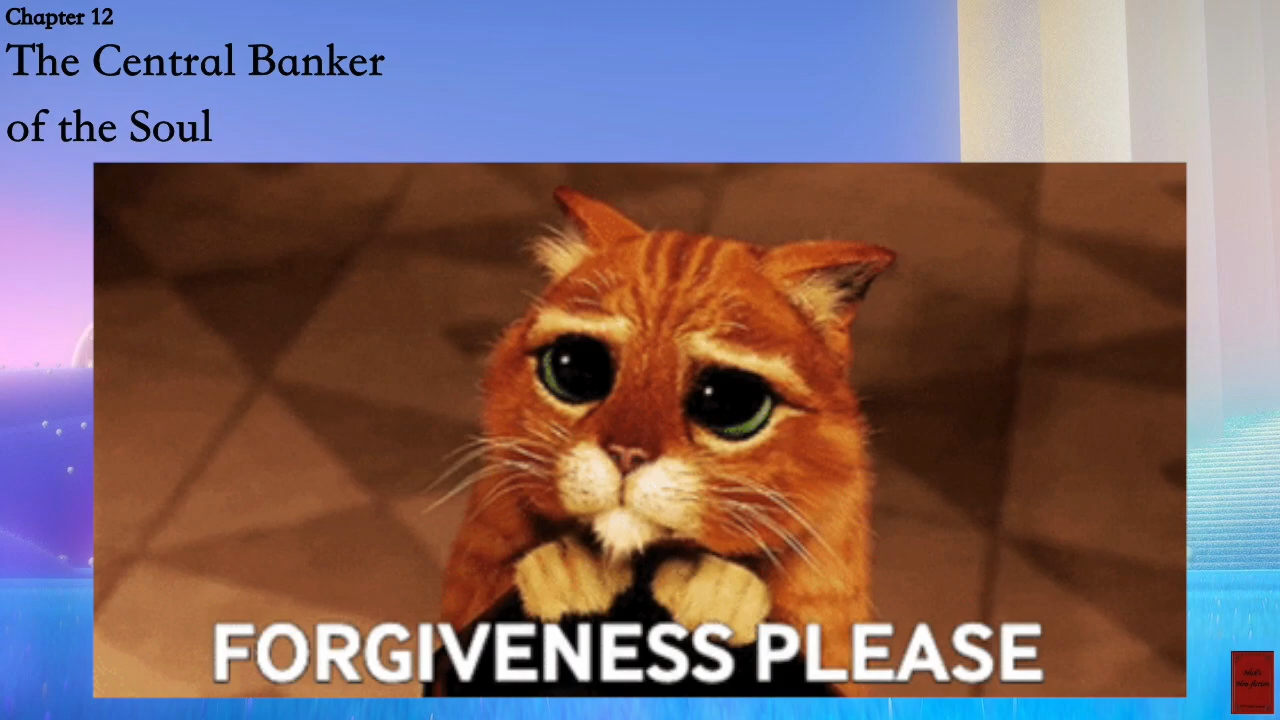 Chapter 12
The Central Banker
of the Soul
FORGIVENESS PLEASE